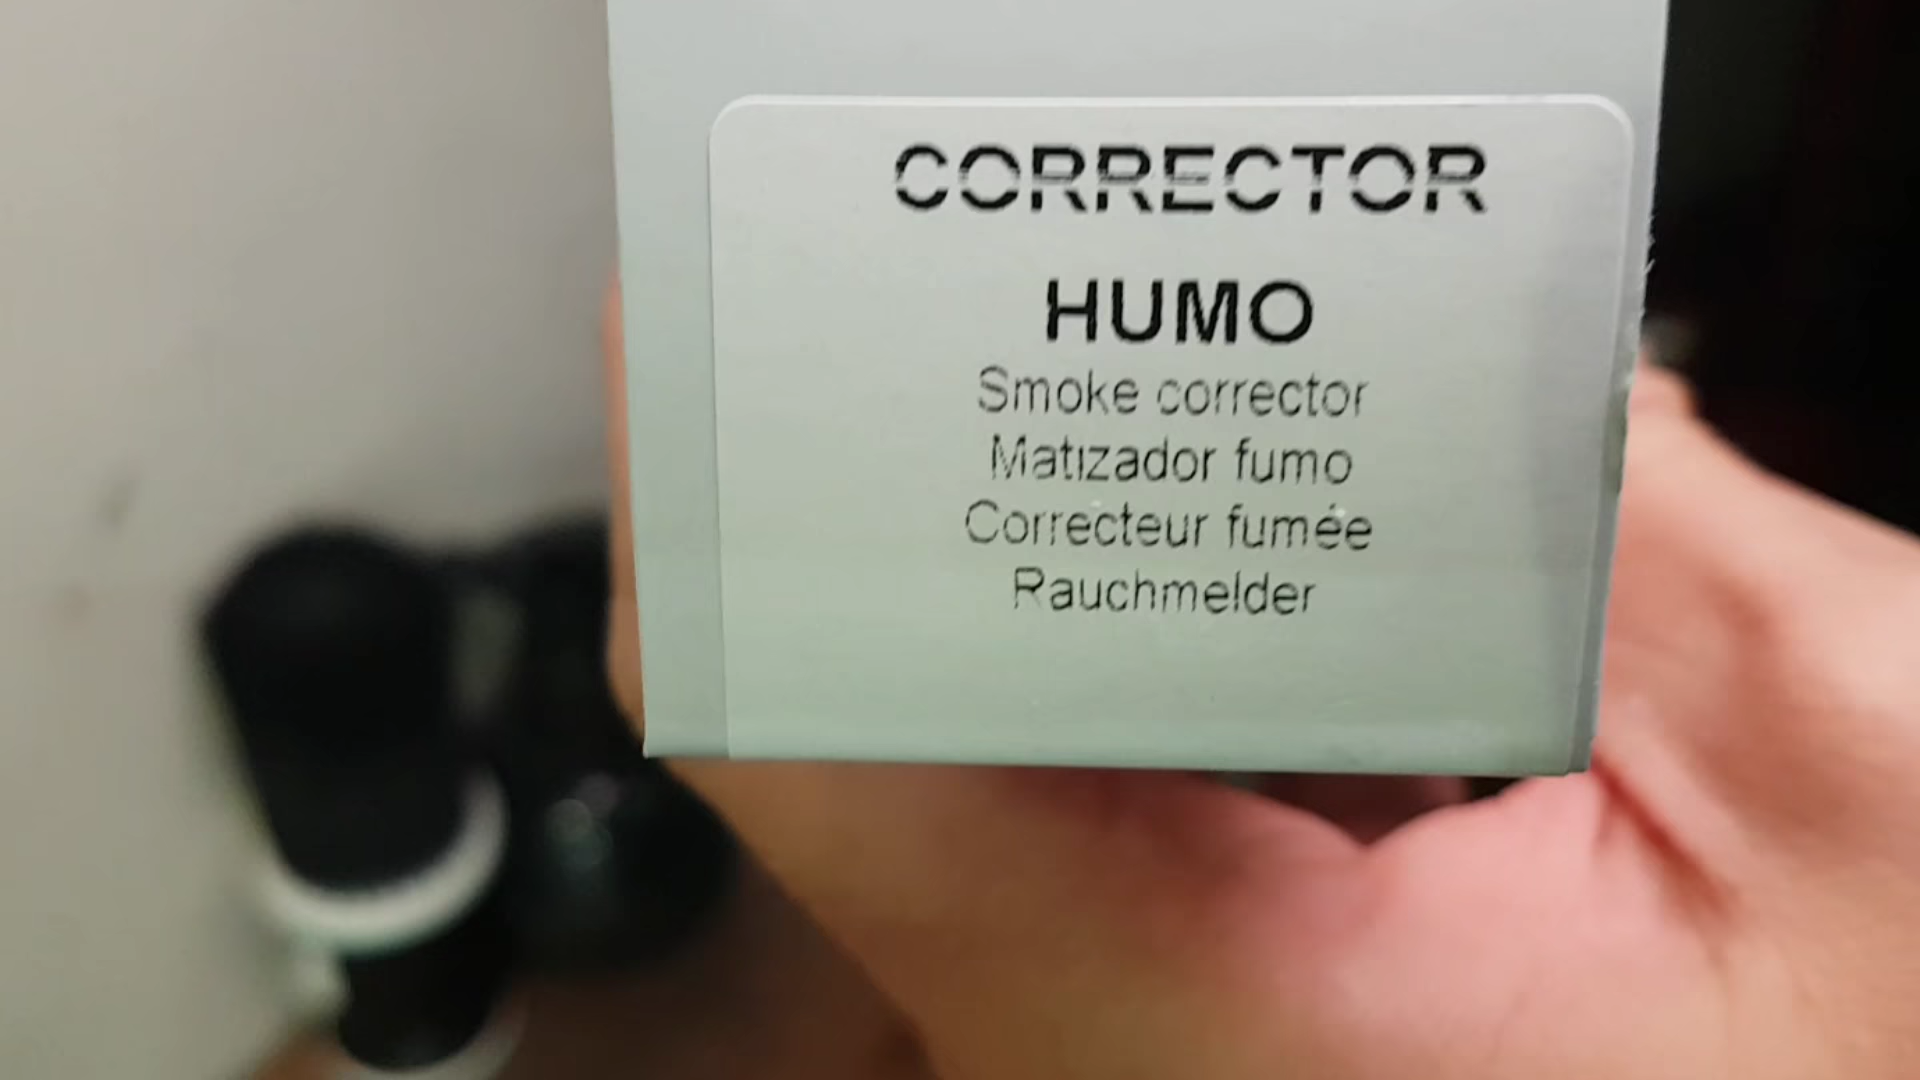 CORRECTOR
HUMO
Smoke corrector
Matizador fumo
Correcteur fumée
Rauchmelder